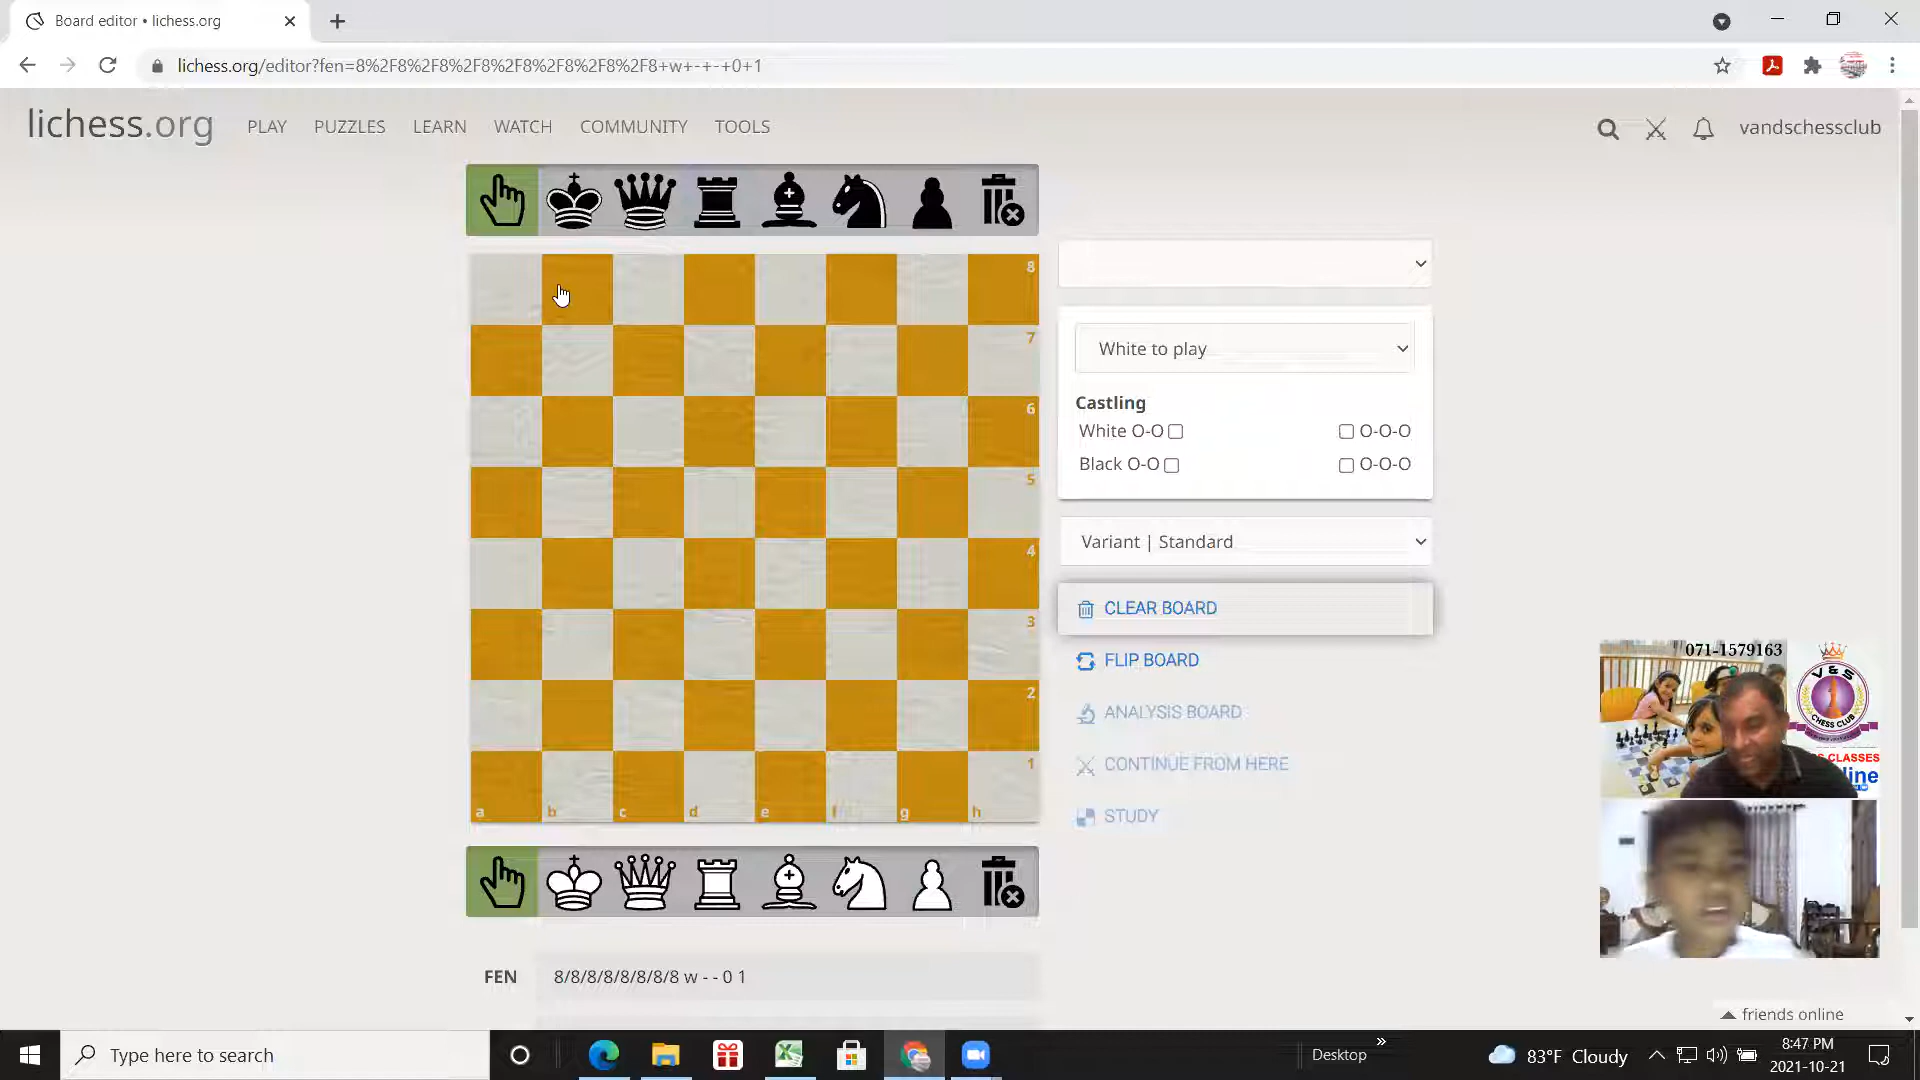 Board editor • lichess.org
lichess.org/editor?fen=8%2F8%2F8%2F8%2F8%2F8%2F8%2F8%2F8+w+-+-+0+1
lichess.org PLAY PUZZLES LEARN WATCH COMMUNITY TOOLS vandschessclub
8
7
White to play
6
Castling
White O-O O-O-O
Black O-O O-O-O
5
4
Variant | Standard
3
CLEAR BOARD
FLIP BOARD
2
ANALYSIS BOARD
1
CONTINUE FROM HERE
a b c d e f g h
STUDY
071-1579163
V&S
CHESS CLUB
CLASSES
FEN 8/8/8/8/8/8/8/8 w - - 0 1
friends online
Type here to search
Desktop
83°F Cloudy
8:47 PM
2021-10-21